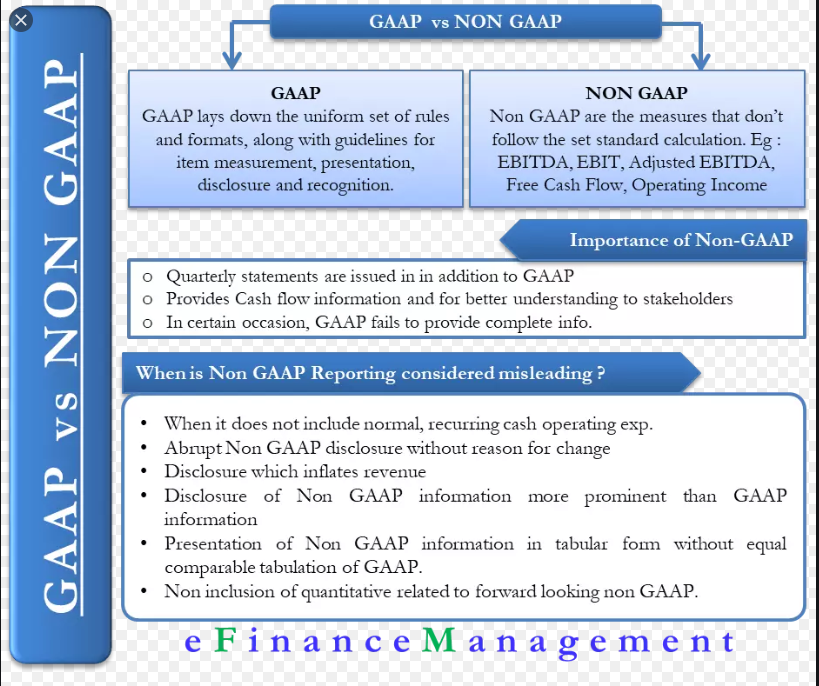 GAAP vs NON GAAP
GAAP vs NON GAAP
GAAP
GAAP lays down the uniform set of rules
and formats, along with guidelines for
item measurement, presentation,
disclosure and recognition.
NON GAAP
Non GAAP are the measures that don't
follow the set standard calculation. Eg :
EBITDA, EBIT, Adjusted EBITDA,
Free Cash Flow, Operating Income
Importance of Non-GAAP
o Quarterly statements are issued in in addition to GAAP
o Provides Cash flow information and for better understanding to stakeholders
o In certain occasion, GAAP fails to provide complete info.
When is Non GAAP Reporting considered misleading ?
• When it does not include normal, recurring cash operating exp.
• Abrupt Non GAAP disclosure without reason for change
• Disclosure which inflates revenue
• Disclosure of Non GAAP information more prominent than GAAP
information
• Presentation of Non GAAP information in tabular form without equal
comparable tabulation of GAAP.
• Non inclusion of quantitative related to forward looking non GAAP.
eFinanceManagement